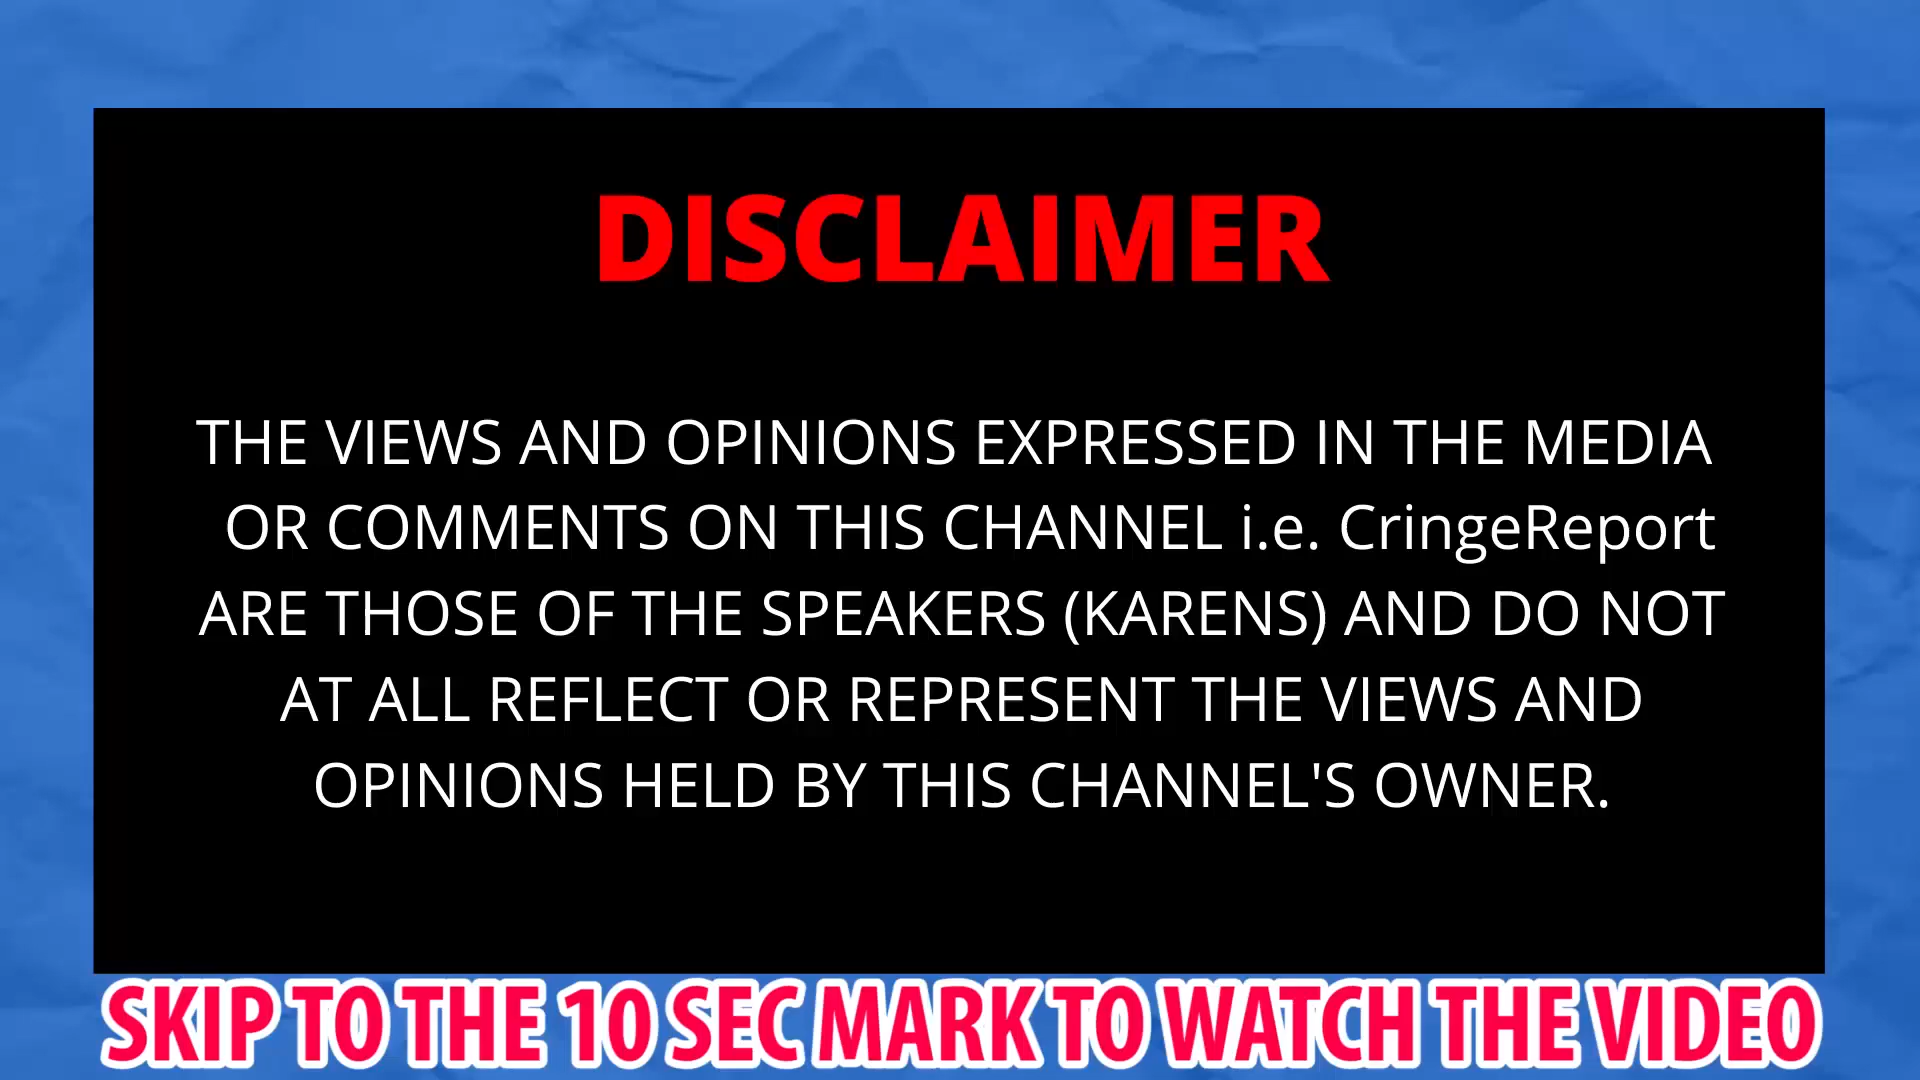 DISCLAIMER
THE VIEWS AND OPINIONS EXPRESSED IN THE MEDIA
OR COMMENTS ON THIS CHANNEL i.e. CringeReport
ARE THOSE OF THE SPEAKERS (KARENS) AND DO NOT
AT ALL REFLECT OR REPRESENT THE VIEWS AND
OPINIONS HELD BY THIS CHANNEL'S OWNER.
SKIP TO THE 10 SEC MARK TO WATCH THE VIDEO